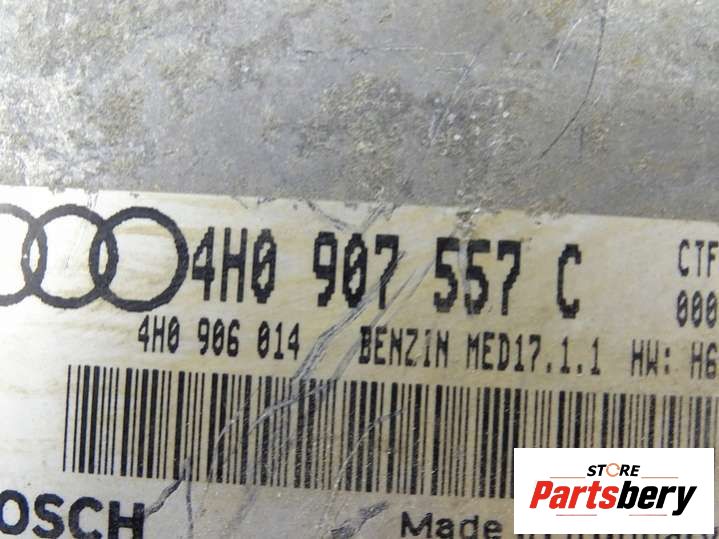 4H0 907 557 C CTF
000
4H0 906 014 BENZIN MED17.1.1 HW: H6
OSCH
Made
STORE
Partsbery